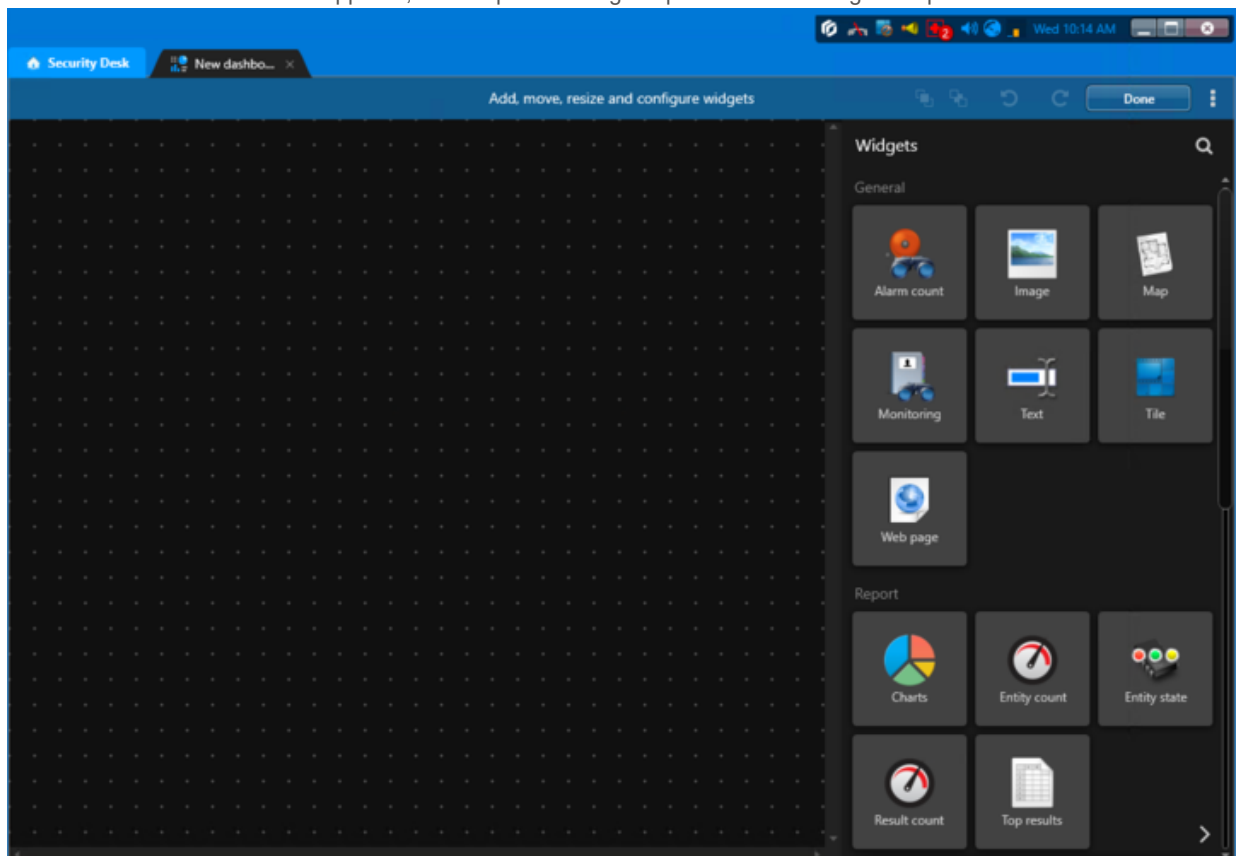 Wed 10:14 AM
2
Security Desk
New dashbo...
Add, move, resize and configure widgets
Done
Widgets
General
Alarm count
Image
Map
Monitoring
Text
Tile
Web page
Report
Charts
Entity count
Entity state
Result count
Top results